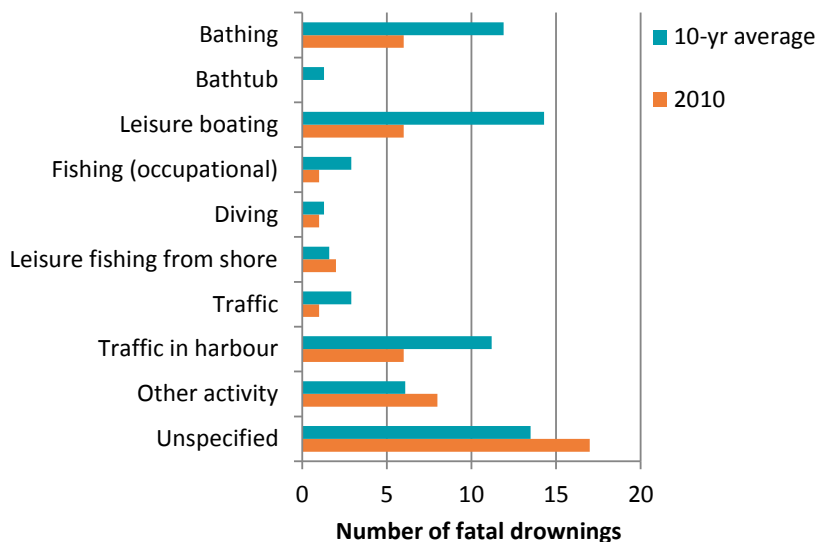 Bathing
Bathtub
Leisure boating
Fishing (occupational)
Diving
Leisure fishing from shore
Traffic
Traffic in harbour
Other activity
Unspecified
0 5 10 15 20
Number of fatal drownings
10-yr average
2010